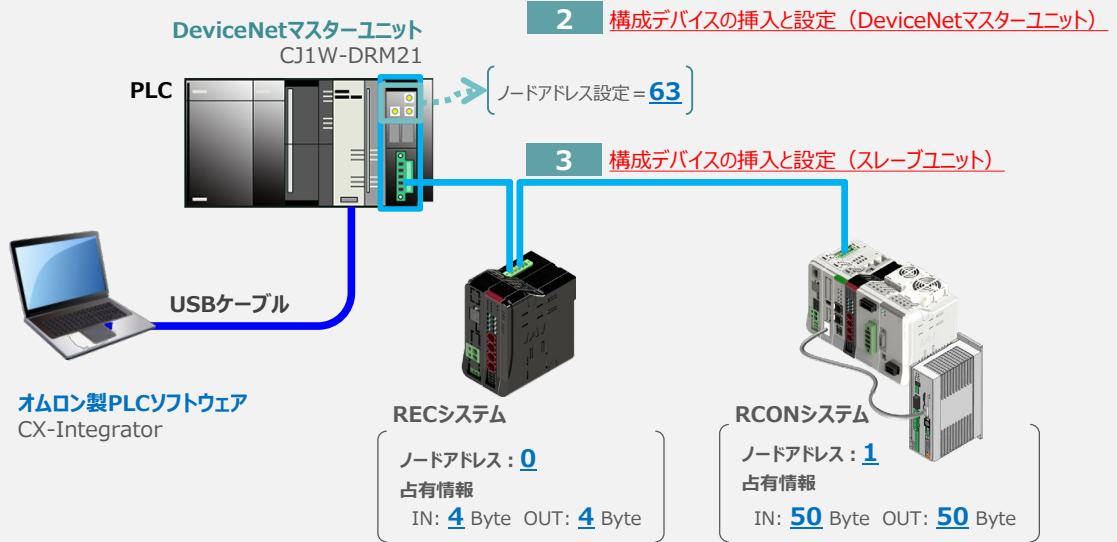 2 構成デバイスの挿入と設定（DeviceNetマスターユニット）
DeviceNetマスターユニット
CJ1W-DRM21
PLC
ノードアドレス設定＝63
3 構成デバイスの挿入と設定（スレーブユニット）
USBケーブル
オムロン製PLCソフトウェア
CX-Integrator
RECシステム
ノードアドレス：0
占有情報
IN: 4 Byte OUT: 4 Byte
RCONシステム
ノードアドレス：1
占有情報
IN: 50 Byte OUT: 50 Byte